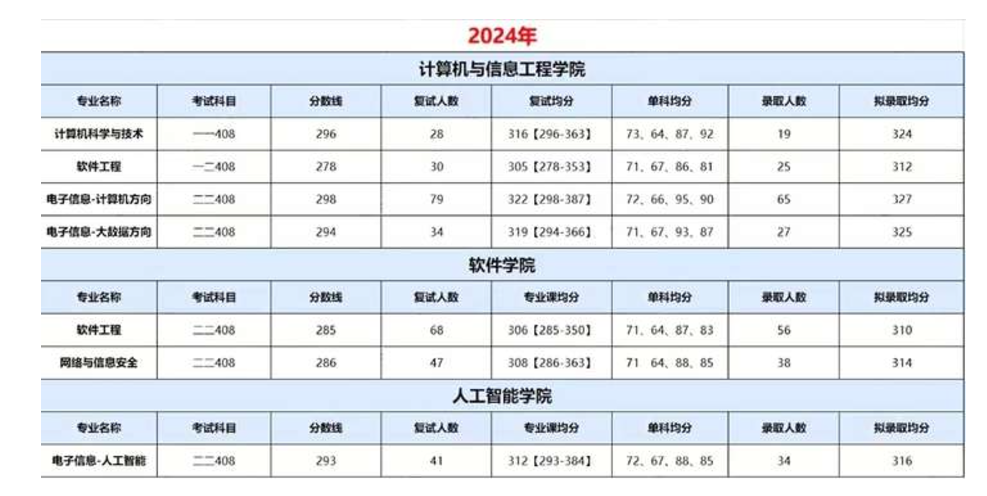 2024年
计算机与信息工程学院
专业名称 考试科目 分数线 复试人数 复试均分 单科均分 录取人数 拟录取均分
计算机科学与技术 一一408 296 28 316【296-363】 73、64、87、92 19 324
软件工程 一二408 278 30 305【278-353】 71、67、86、81 25 312
电子信息-计算机方向 二二408 298 79 322【298-387】 72、66、95、90 65 327
电子信息-大数据方向 二二408 294 34 319【294-366】 71、67、93、87 27 325
软件学院
专业名称 考试科目 分数线 复试人数 专业课均分 单科均分 录取人数 拟录取均分
软件工程 二二408 285 68 306【285-350】 71、64、87、83 56 310
网络与信息安全 二二408 286 47 308【286-363】 71 64、88、85 38 314
人工智能学院
专业名称 考试科目 分数线 复试人数 专业课均分 单科均分 录取人数 拟录取均分
电子信息-人工智能 二二408 293 41 312【293-384】 72、67、88、85 34 316